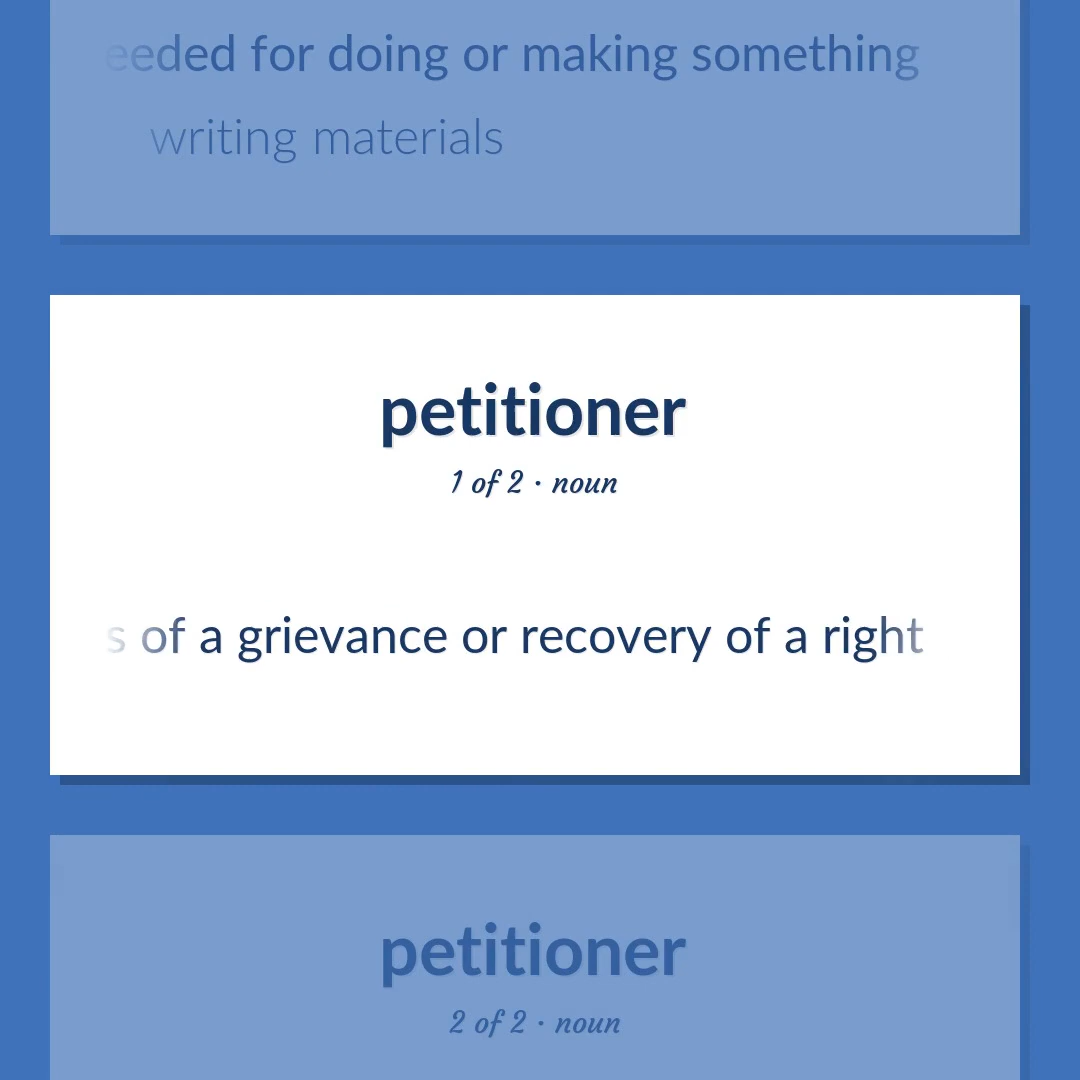 eeded for doing or making something
writing materials
petitioner
1 of 2 · noun
s of a grievance or recovery of a right
petitioner
2 of 2 · noun